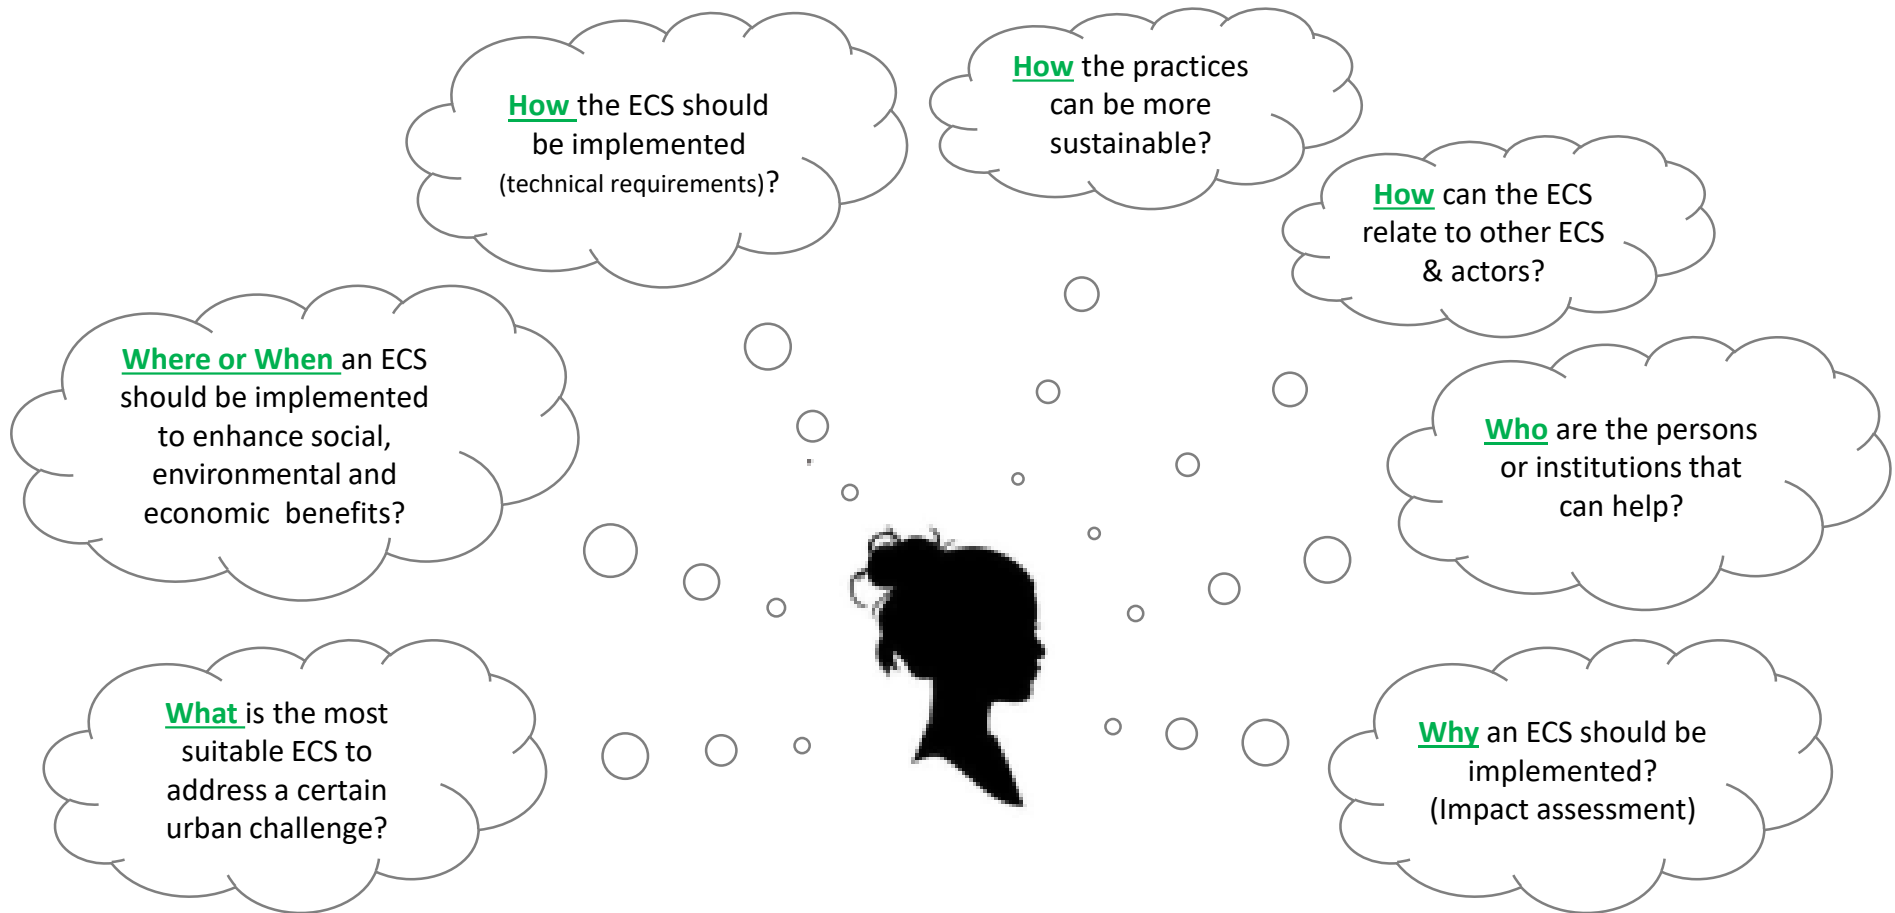 How the ECS should
be implemented
(technical requirements)?
How the practices
can be more
sustainable?
How can the ECS
relate to other ECS
& actors?
Where or When an ECS
should be implemented
to enhance social,
environmental and
economic benefits?
Who are the persons
or institutions that
can help?
What is the most
suitable ECS to
address a certain
urban challenge?
Why an ECS should be
implemented?
(Impact assessment)